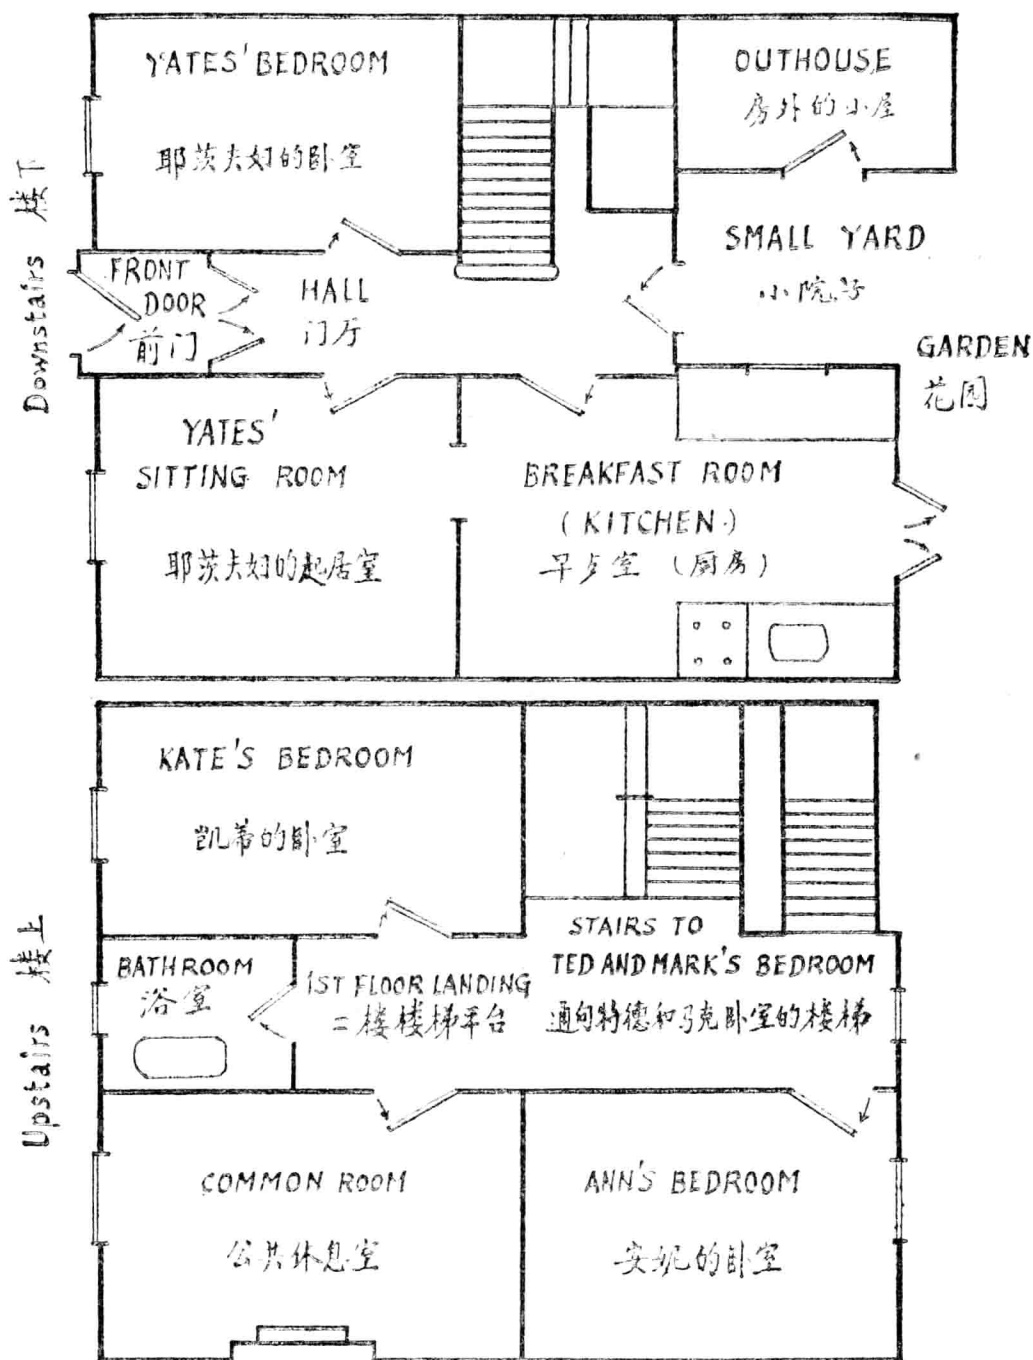 Downstairs 楼下
YATES' BEDROOM
耶茨夫妇的卧室
OUTHOUSE
房外的小屋
SMALL YARD
小院子
FRONT
DOOR
前门
HALL
门厅
GARDEN
花园
YATES'
SITTING ROOM
耶茨夫妇的起居室
BREAKFAST ROOM
(KITCHEN)
早歺室（厨房）
Upstairs 楼上
KATE'S BEDROOM
凯蒂的卧室
BATHROOM
浴室
1ST FLOOR LANDING
二楼楼梯平台
STAIRS TO
TED AND MARK'S BEDROOM
通向特德和马克卧室的楼梯
COMMON ROOM
公共休息室
ANN'S BEDROOM
安妮的卧室